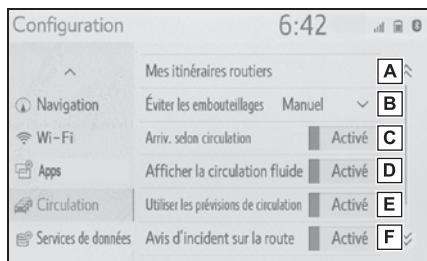 Configuration 6:42
Mes itinéraires routiers A
Navigation
Éviter les embouteillages Manuel B
Wi-Fi
Arriv. selon circulation Activé C
Apps
Afficher la circulation fluide Activé D
Circulation
Utiliser les prévisions de circulation Activé E
Services de données
Avis d'incident sur la route Activé F